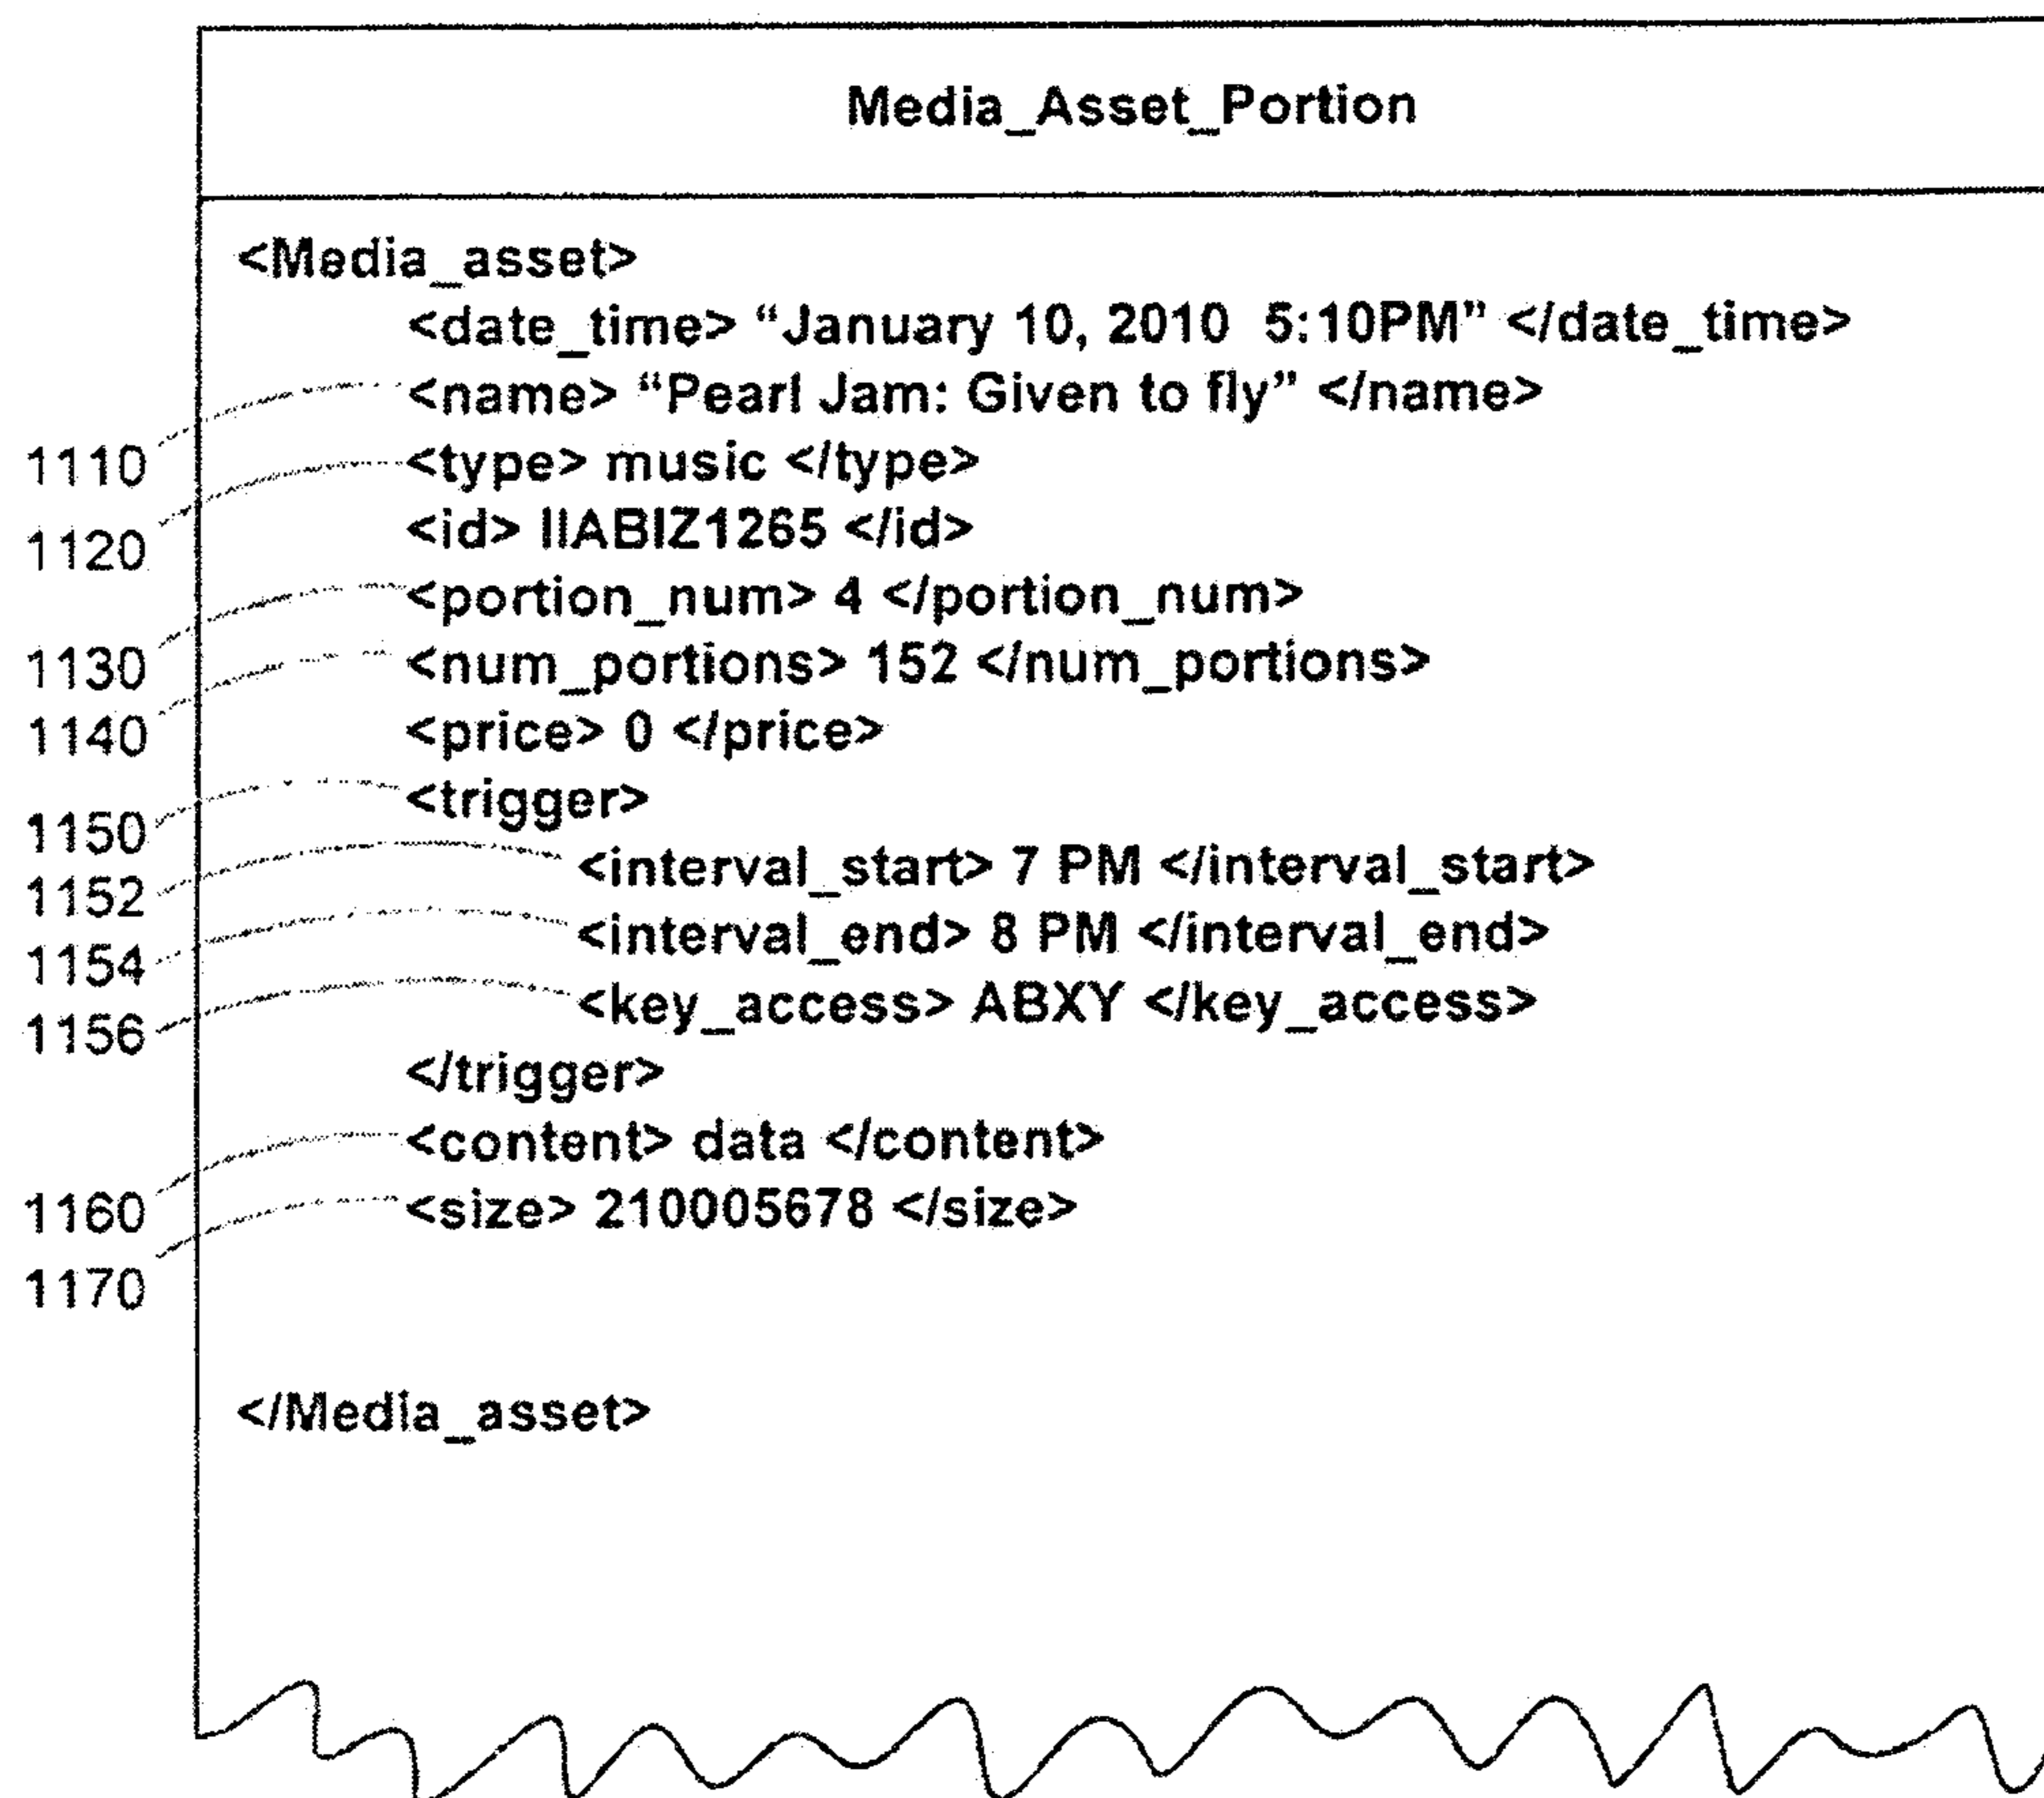 Media_Asset_Portion
<Media_asset>
<date_time> “January 10, 2010  5:10PM” </date_time>
<name> “Pearl Jam: Given to fly” </name>
1110
<type> music </type>
1120
<id> IIABIZ1265 </id>
<portion_num> 4 </portion_num>
1130
<num_portions> 152 </num_portions>
1140
<price> 0 </price>
<trigger>
1150
<interval_start> 7 PM </interval_start>
1152
<interval_end> 8 PM </interval_end>
1154
<key_access> ABXY </key_access>
1156
</trigger>
<content> data </content>
1160
<size> 210005678 </size>
1170
</Media_asset>